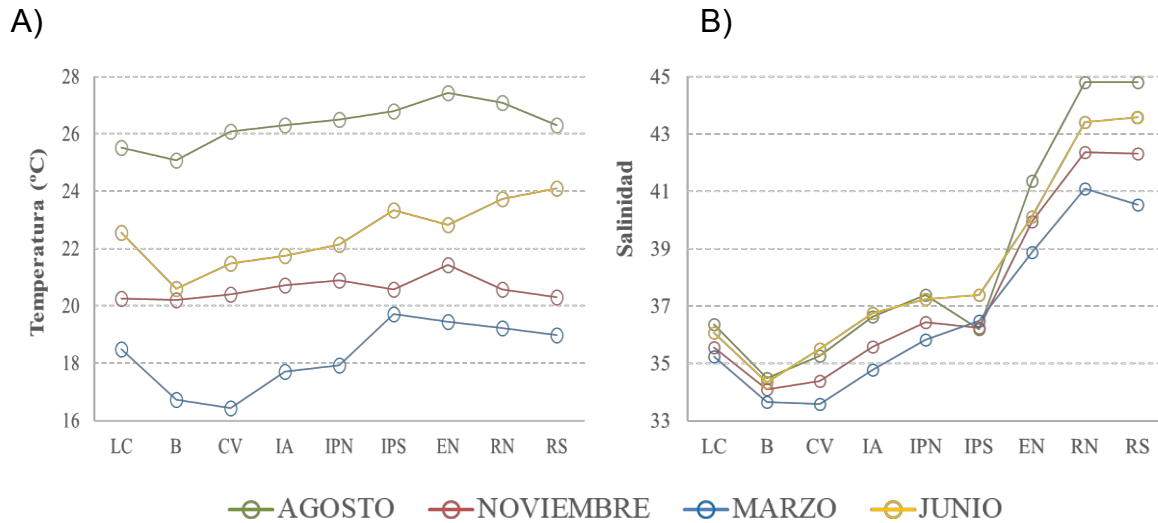 A)
B)
Temperatura (°C)
28
26
24
22
20
18
16
LC B CV IA IPN IPS EN RN RS
Salinidad
45
43
41
39
37
35
33
LC B CV IA IPN IPS EN RN RS
AGOSTO NOVIEMBRE MARZO JUNIO